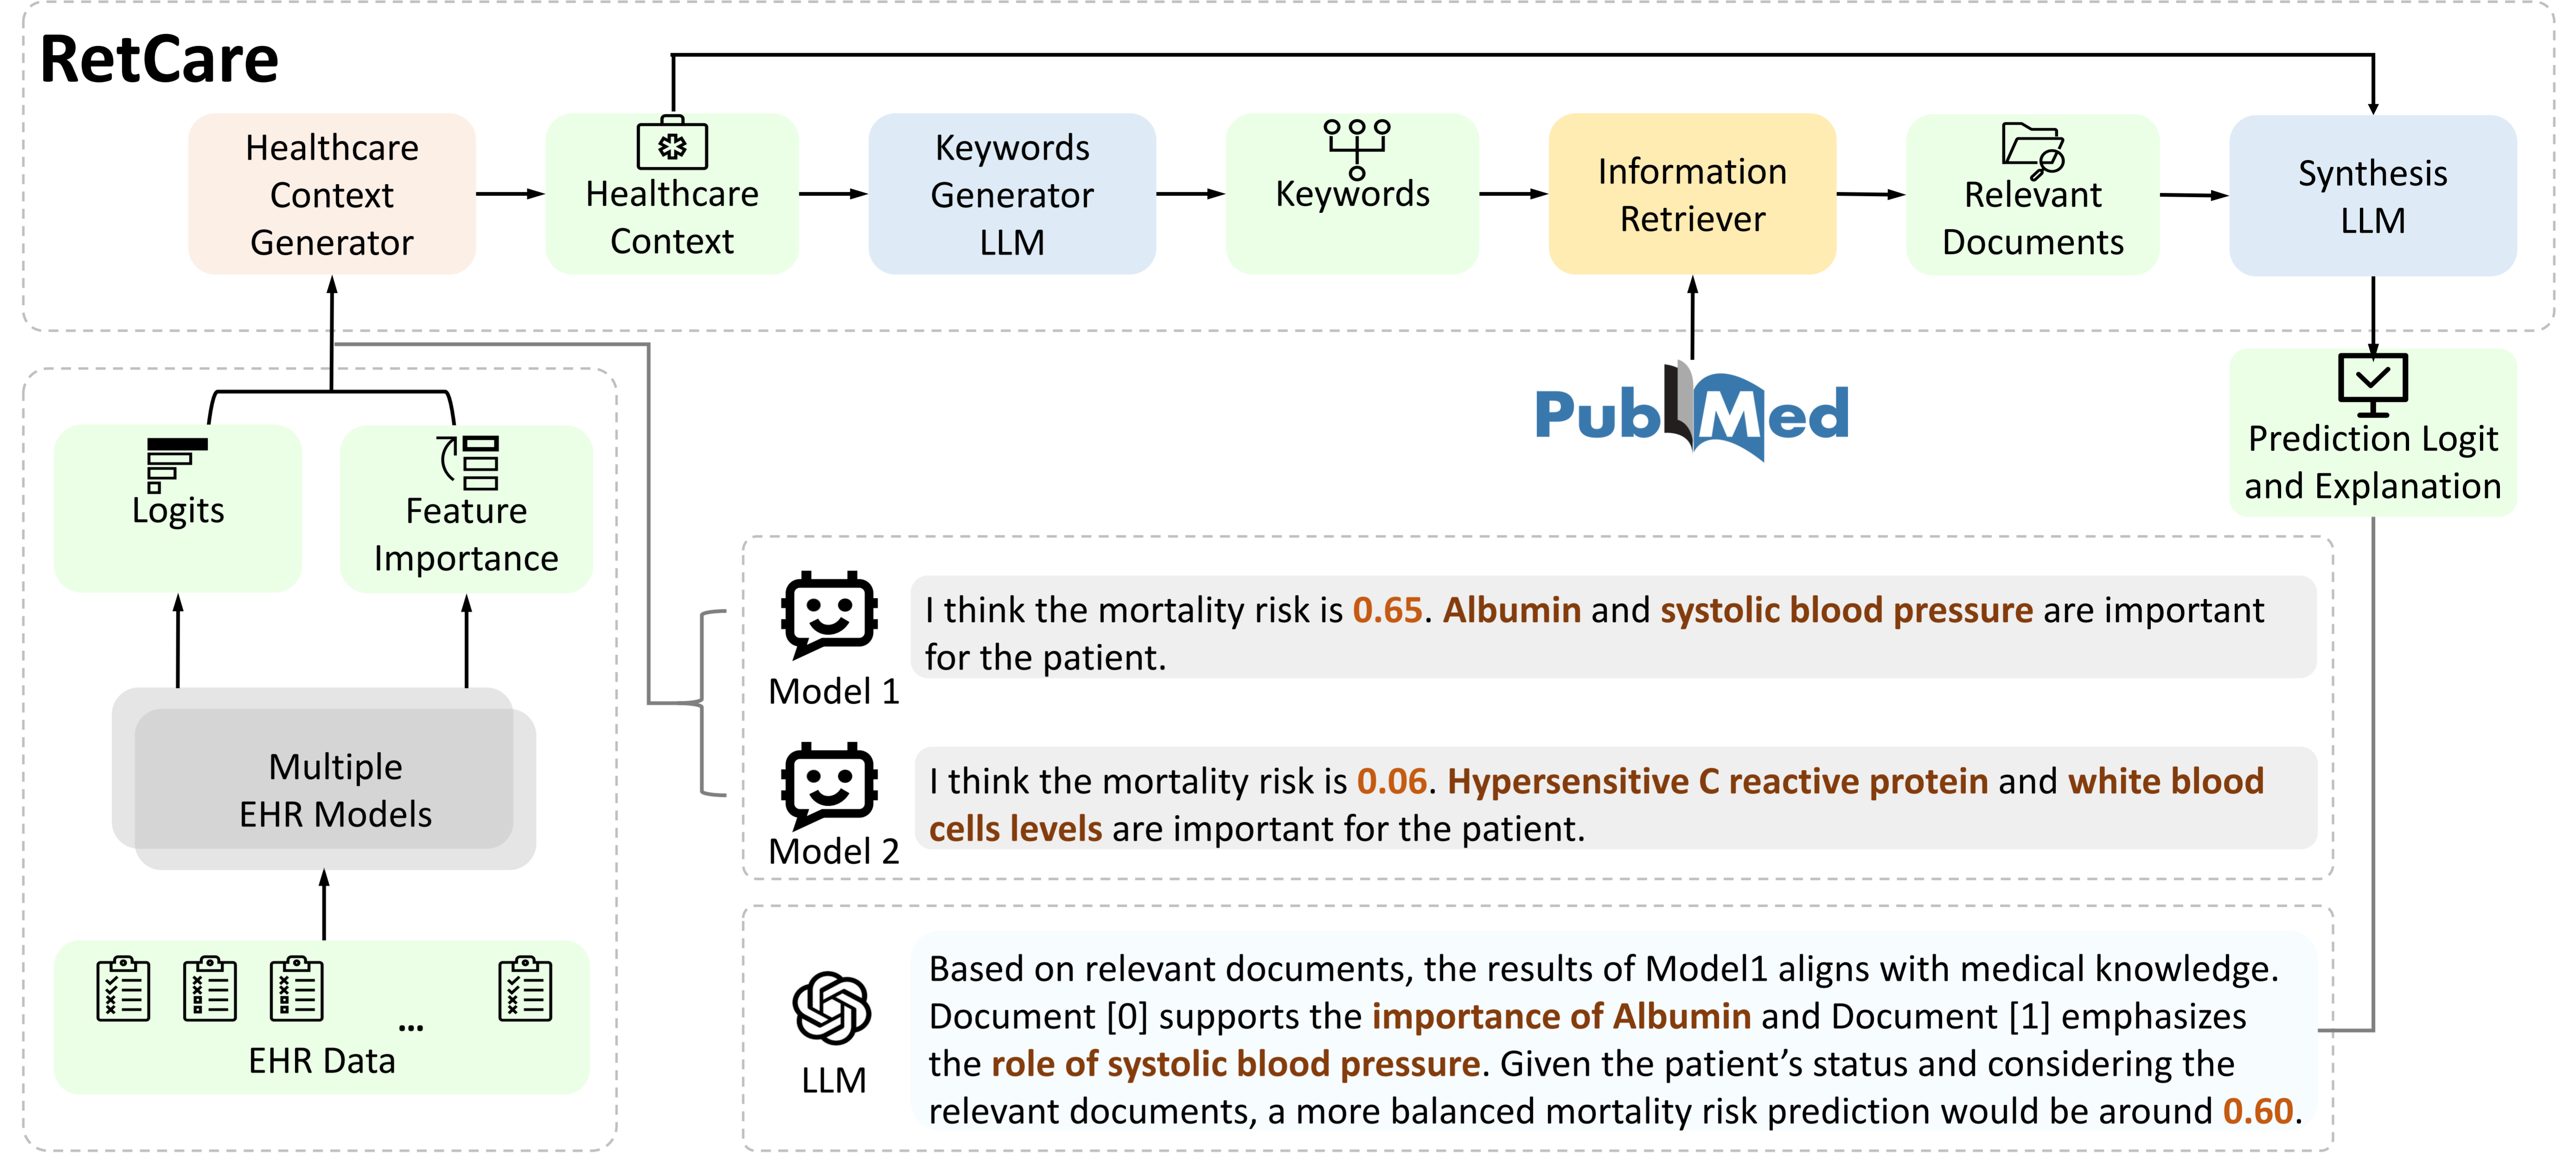 RetCare
Healthcare
Context
Generator
Healthcare
Context
Keywords
Generator
LLM
Keywords
Information
Retriever
Relevant
Documents
Synthesis
LLM
PubMed
Prediction Logit
and Explanation
Logits
Feature
Importance
Multiple
EHR Models
...
EHR Data
I think the mortality risk is 0.65. Albumin and systolic blood pressure are important
for the patient.
Model 1
I think the mortality risk is 0.06. Hypersensitive C reactive protein and white blood
cells levels are important for the patient.
Model 2
Based on relevant documents, the results of Model1 aligns with medical knowledge.
Document [0] supports the importance of Albumin and Document [1] emphasizes
the role of systolic blood pressure. Given the patient's status and considering the
relevant documents, a more balanced mortality risk prediction would be around 0.60.
LLM